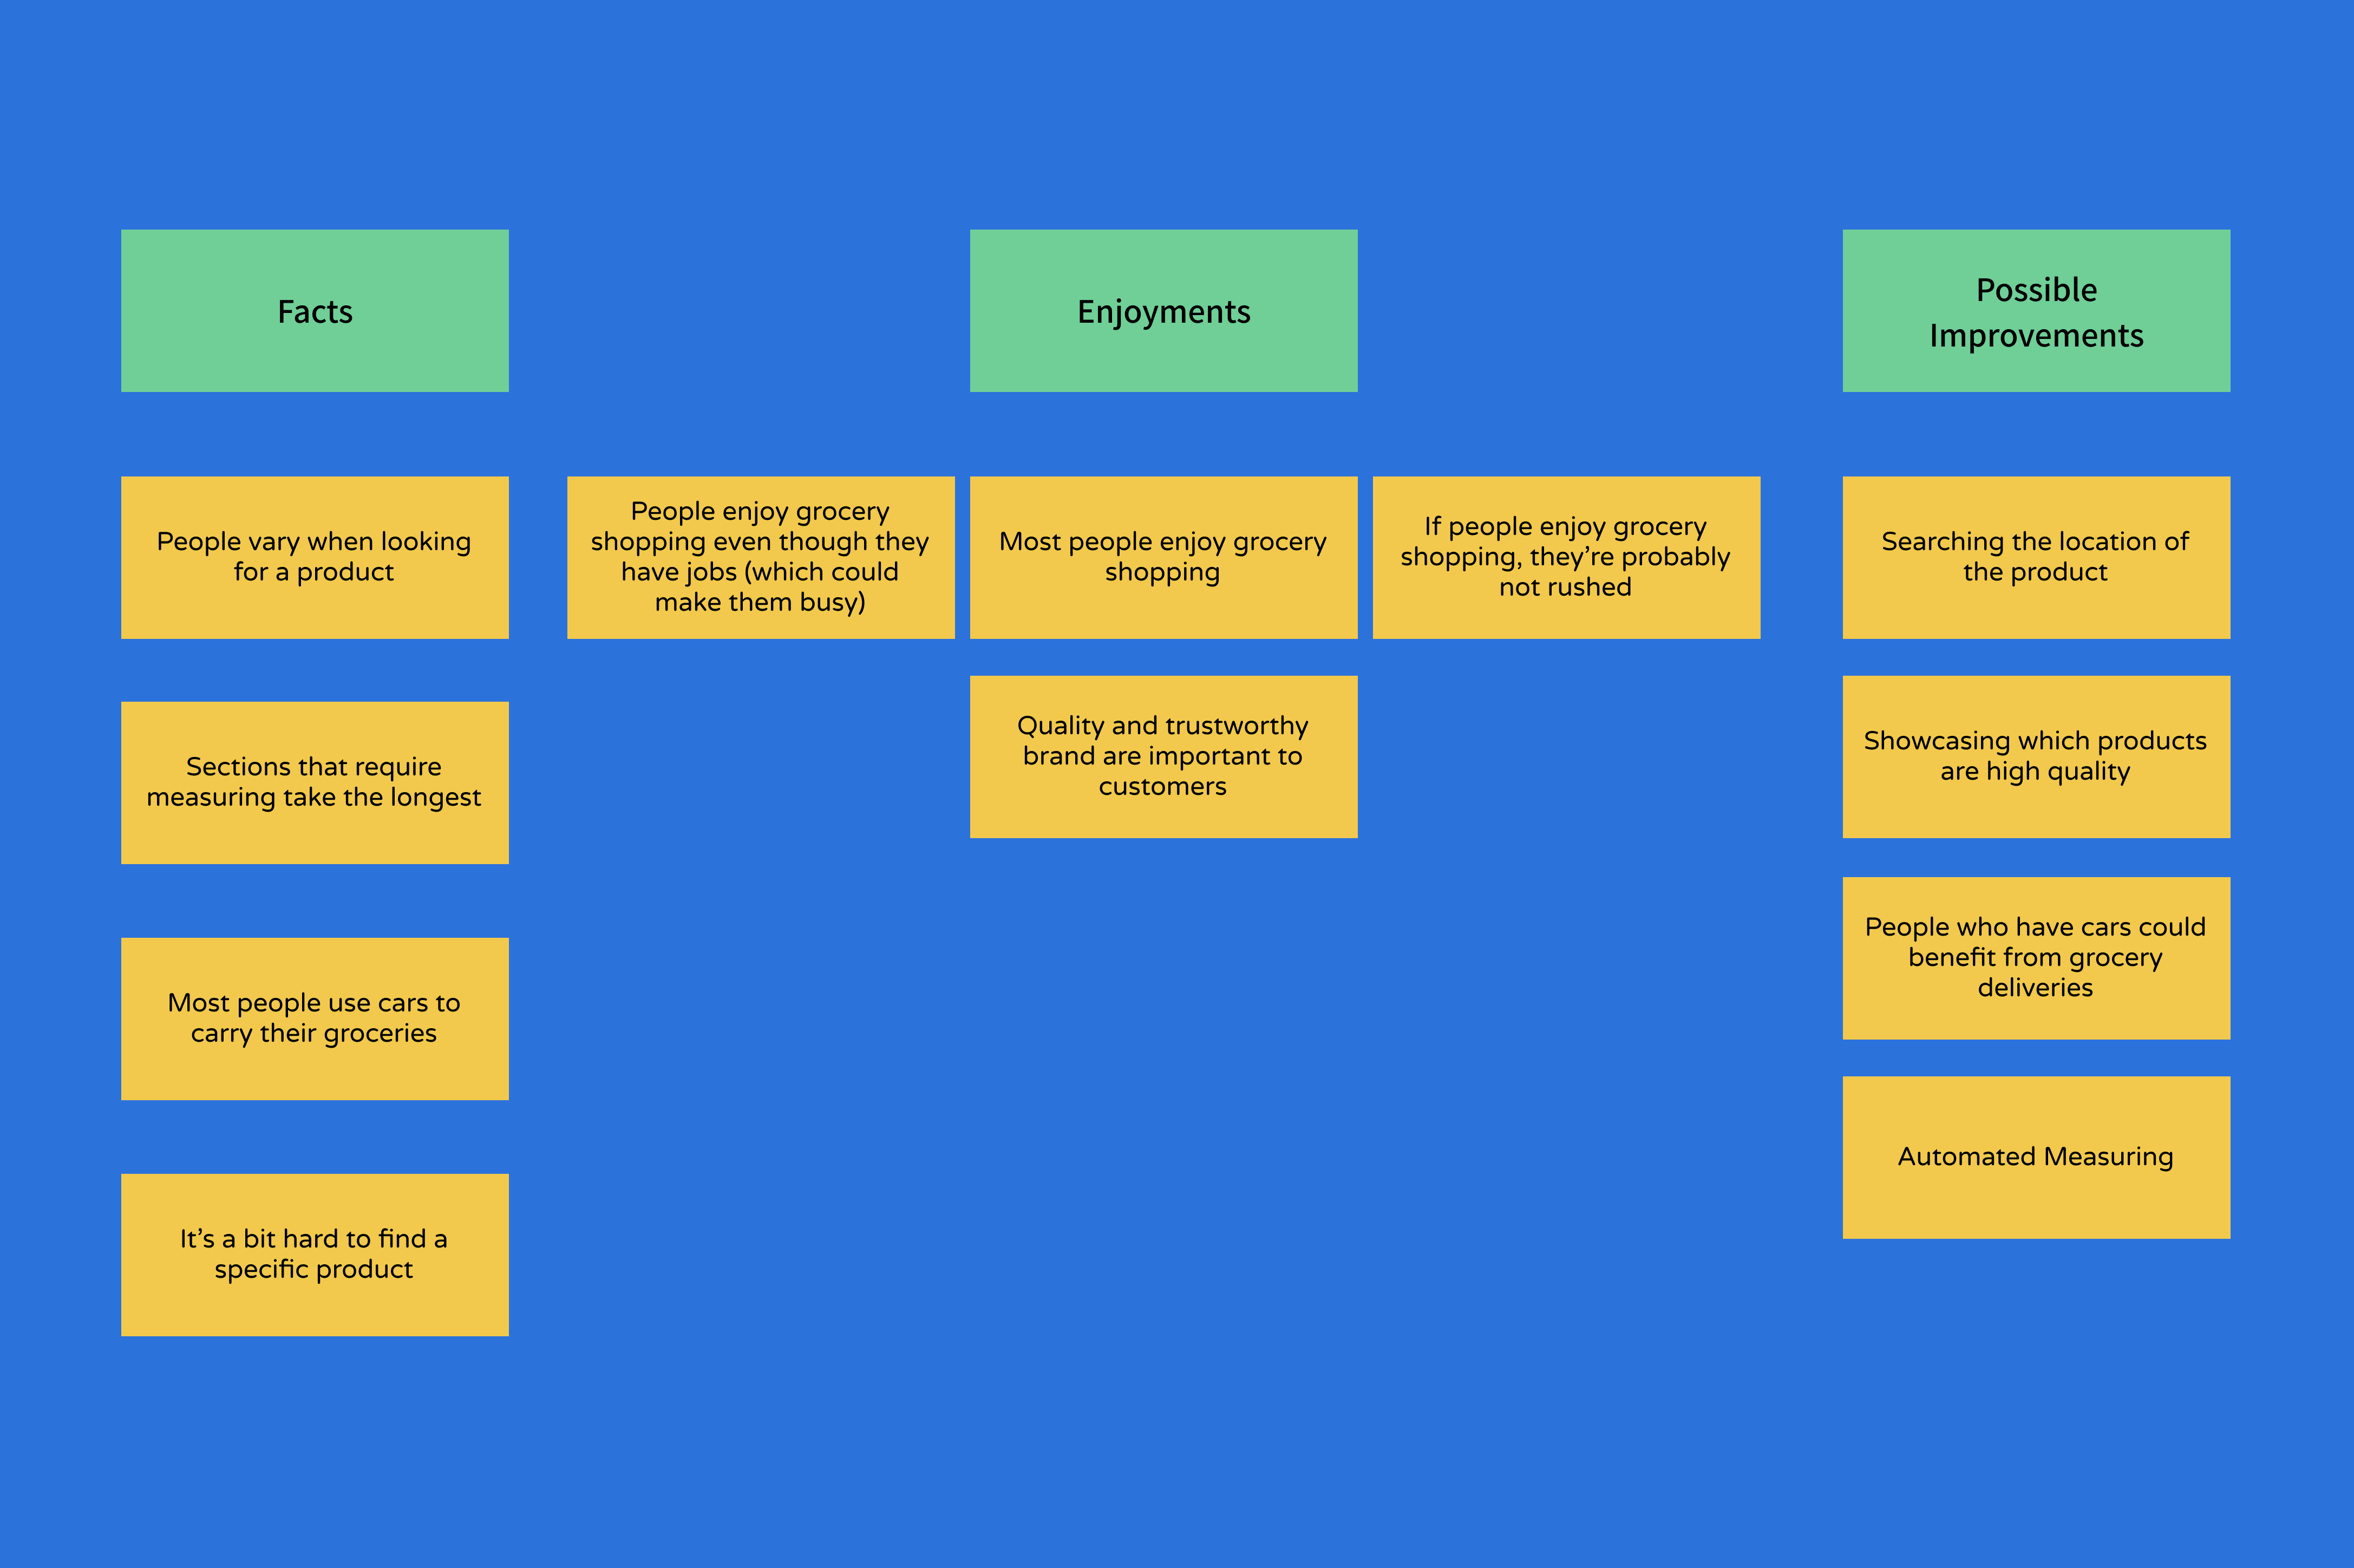 Facts
Enjoyments
Possible
Improvements
People vary when looking
for a product
Sections that require
measuring take the longest
Most people use cars to
carry their groceries
It's a bit hard to find a
specific product
People enjoy grocery
shopping even though they
have jobs (which could
make them busy)
Most people enjoy grocery
shopping
If people enjoy grocery
shopping, they're probably
not rushed
Quality and trustworthy
brand are important to
customers
Searching the location of
the product
Showcasing which products
are high quality
People who have cars could
benefit from grocery
deliveries
Automated Measuring